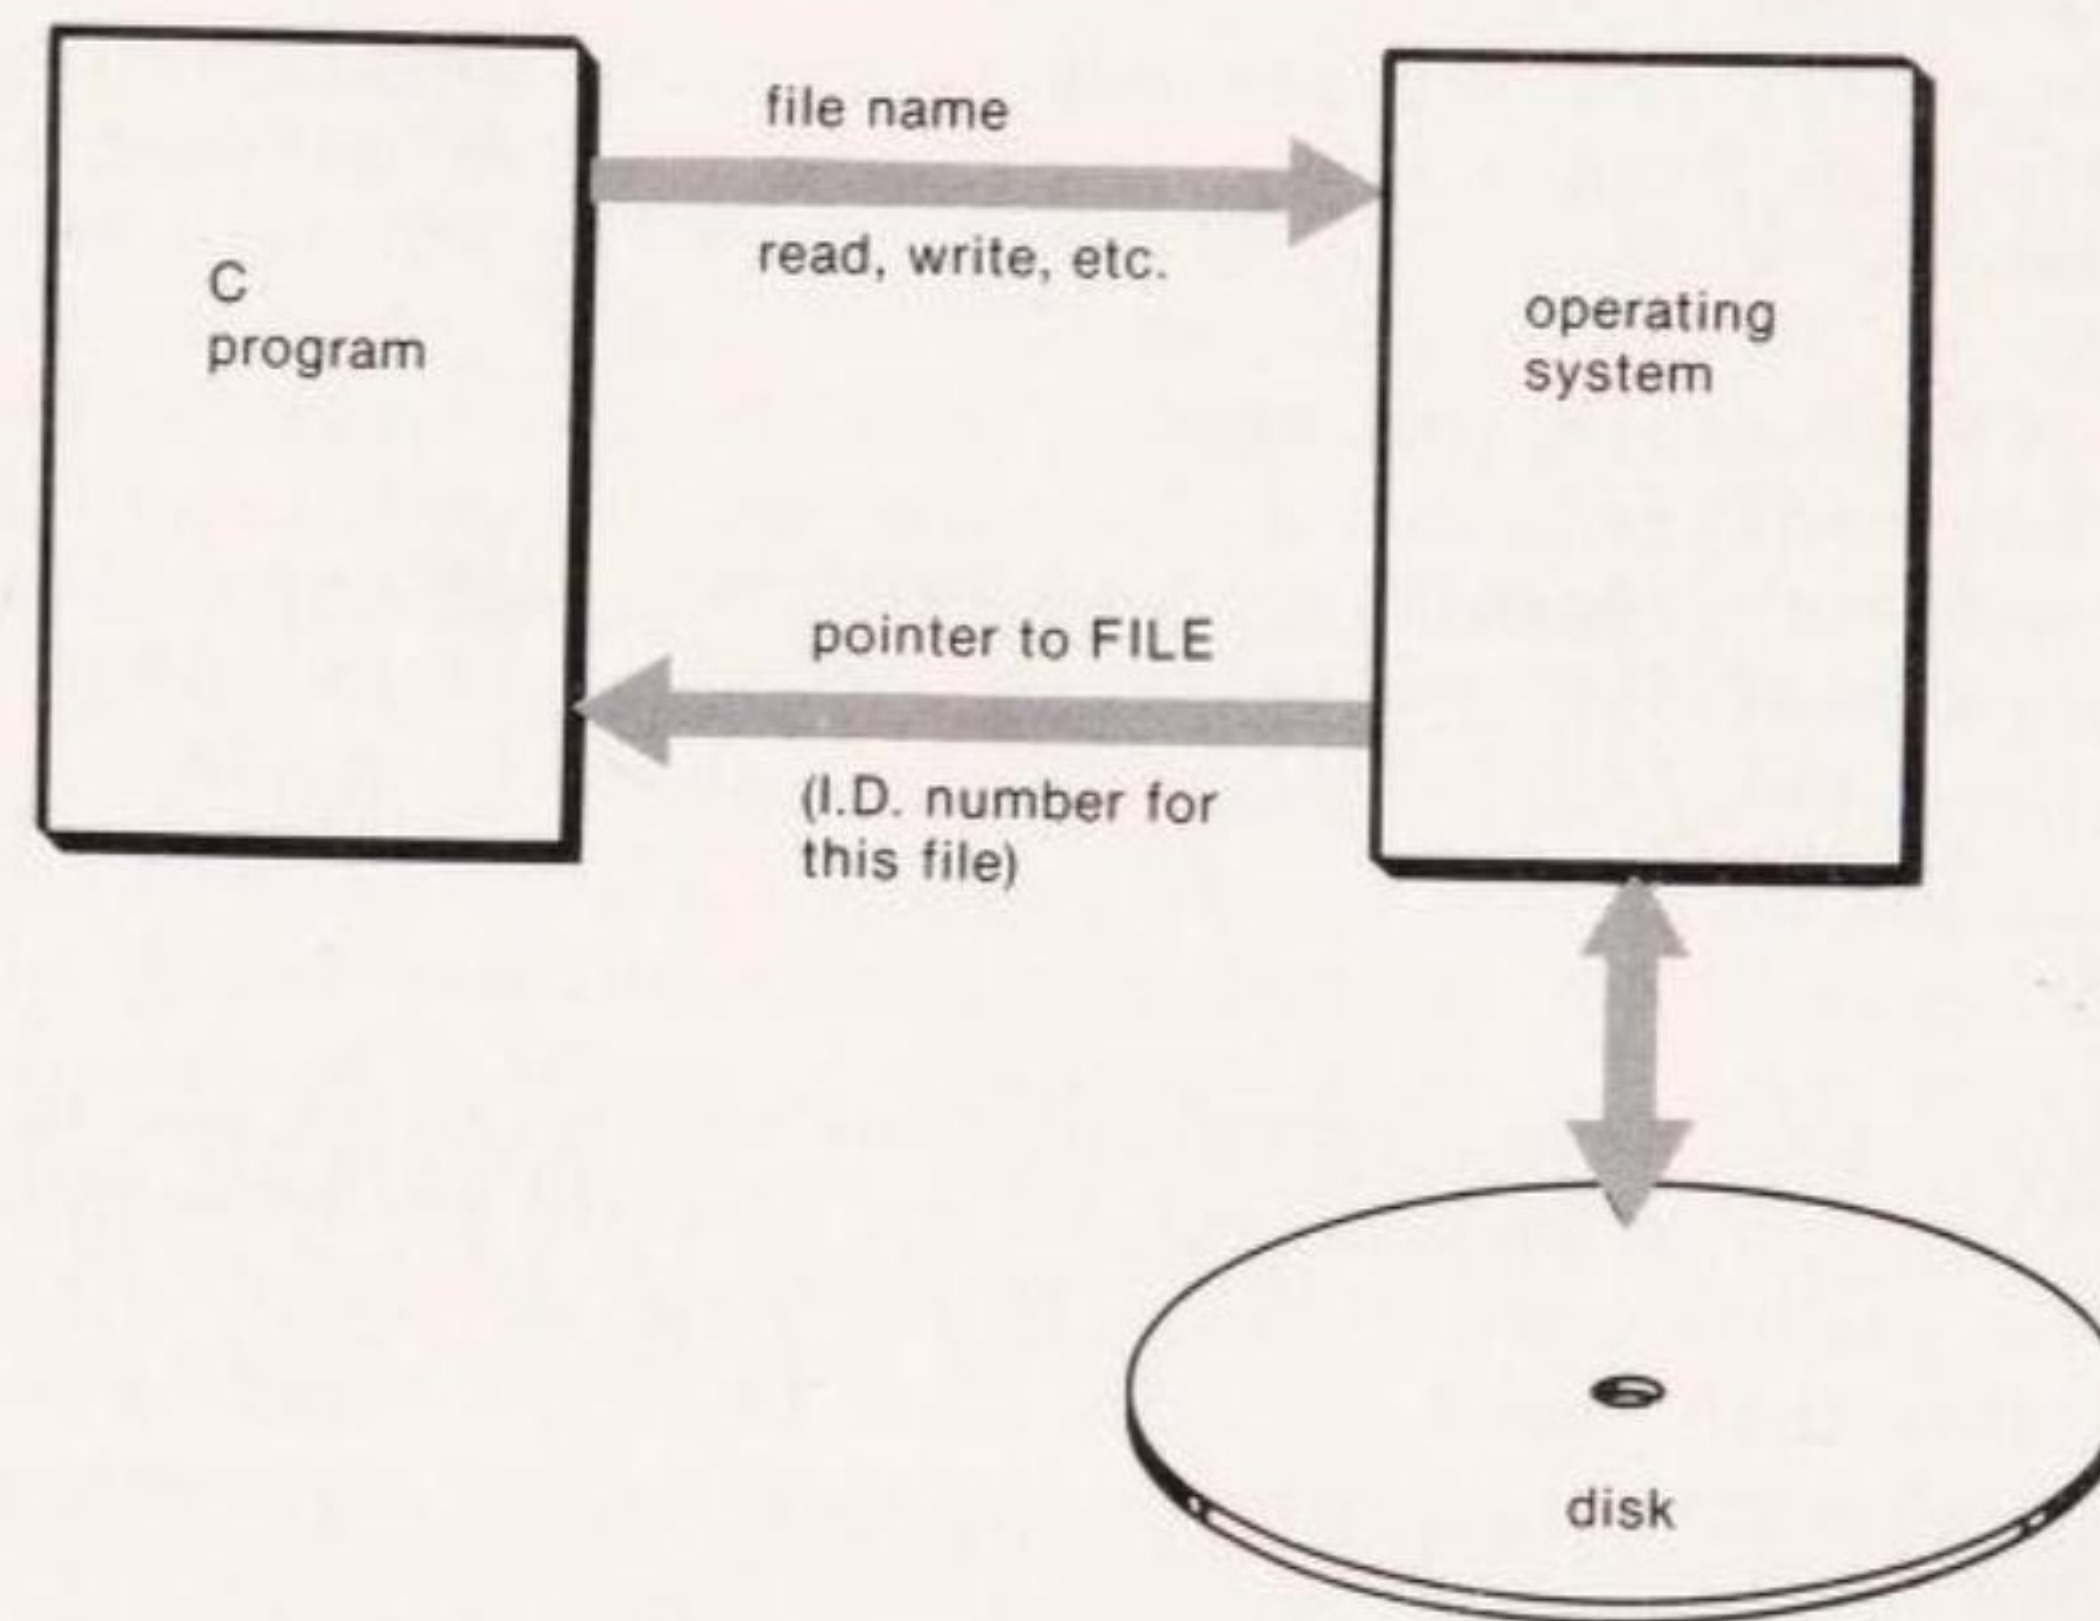 file name
read, write, etc.
C
program
operating
system
pointer to FILE
(I.D. number for
this file)
disk